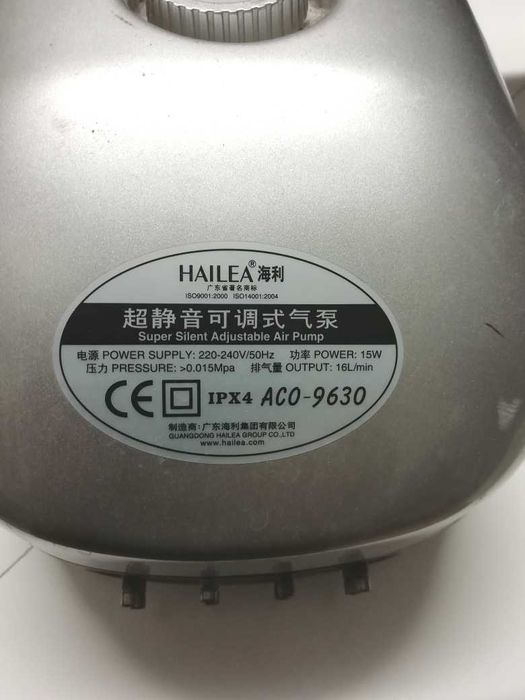 HAILEA®海利
广东省著名商标
ISO9001:2000 ISO14001:2004
超静音可调式气泵
Super Silent Adjustable Air Pump
电源 POWER SUPPLY: 220-240V/50Hz 功率 POWER: 15W
压力 PRESSURE: >0.015Mpa 排气量 OUTPUT: 16L/min
CE IPX4 ACO-9630
制造商:广东海利集团有限公司
GUANGDONG HAILEA GROUP CO.,LTD
www.hailea.com